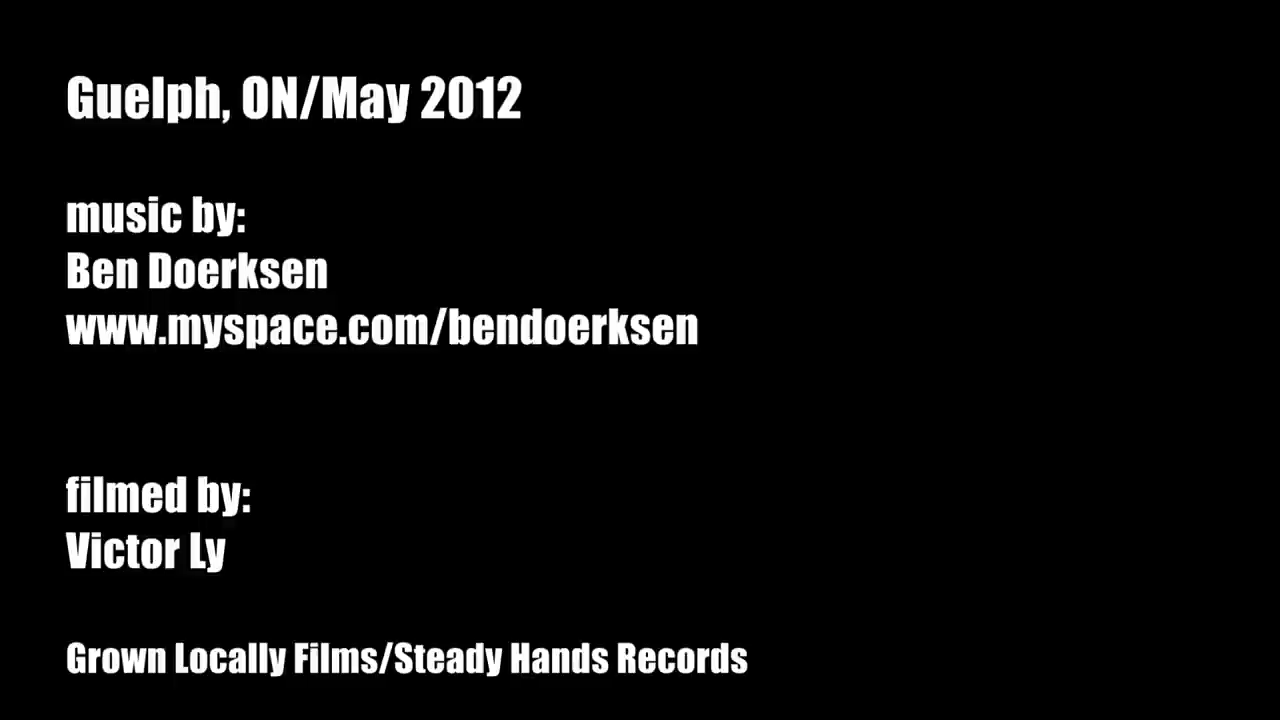 Guelph, ON/May 2012
music by:
Ben Doerksen
www.myspace.com/bendoerksen
filmed by:
Victor Ly
Grown Locally Films/Steady Hands Records